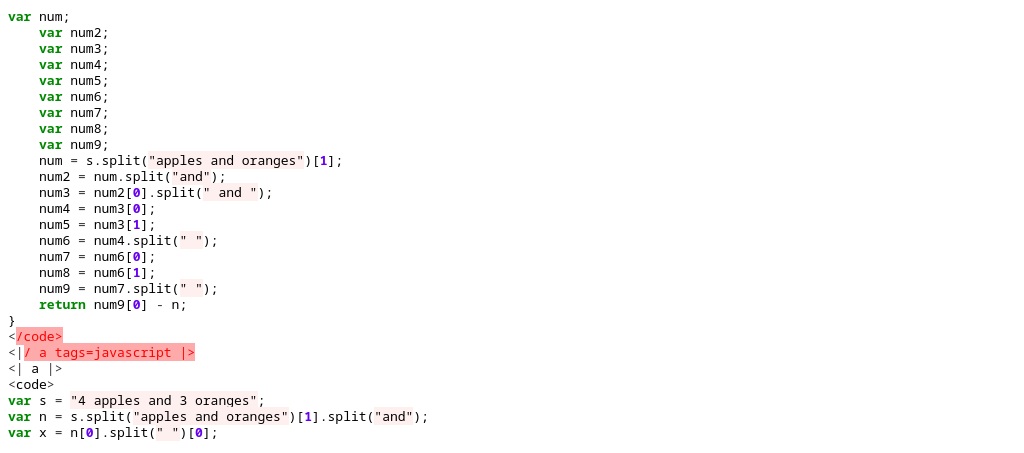 var num;
    var num2;
    var num3;
    var num4;
    var num5;
    var num6;
    var num7;
    var num8;
    var num9;
    num = s.split("apples and oranges")[1];
    num2 = num.split("and");
    num3 = num2[0].split(" and ");
    num4 = num3[0];
    num5 = num3[1];
    num6 = num4.split(" ");
    num7 = num6[0];
    num8 = num6[1];
    num9 = num7.split(" ");
    return num9[0] - n;
}
</code>
<|/ a tags=javascript |>
<| a |>
<code>
var s = "4 apples and 3 oranges";
var n = s.split("apples and oranges")[1].split("and");
var x = n[0].split(" ")[0];